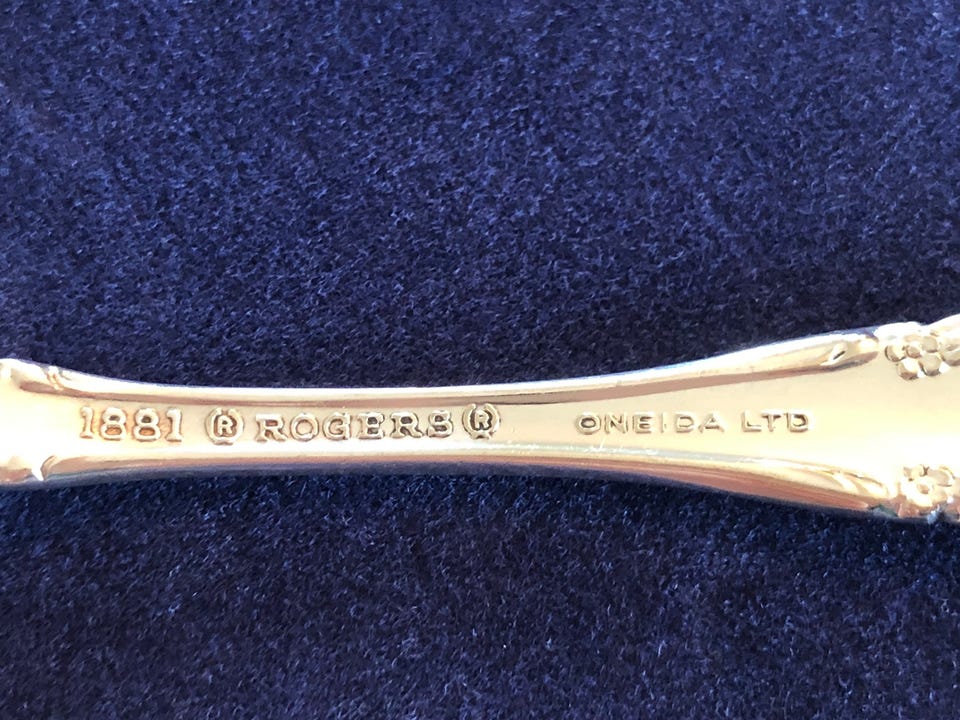 1881 ® ROGERS ® ONEIDA LTD